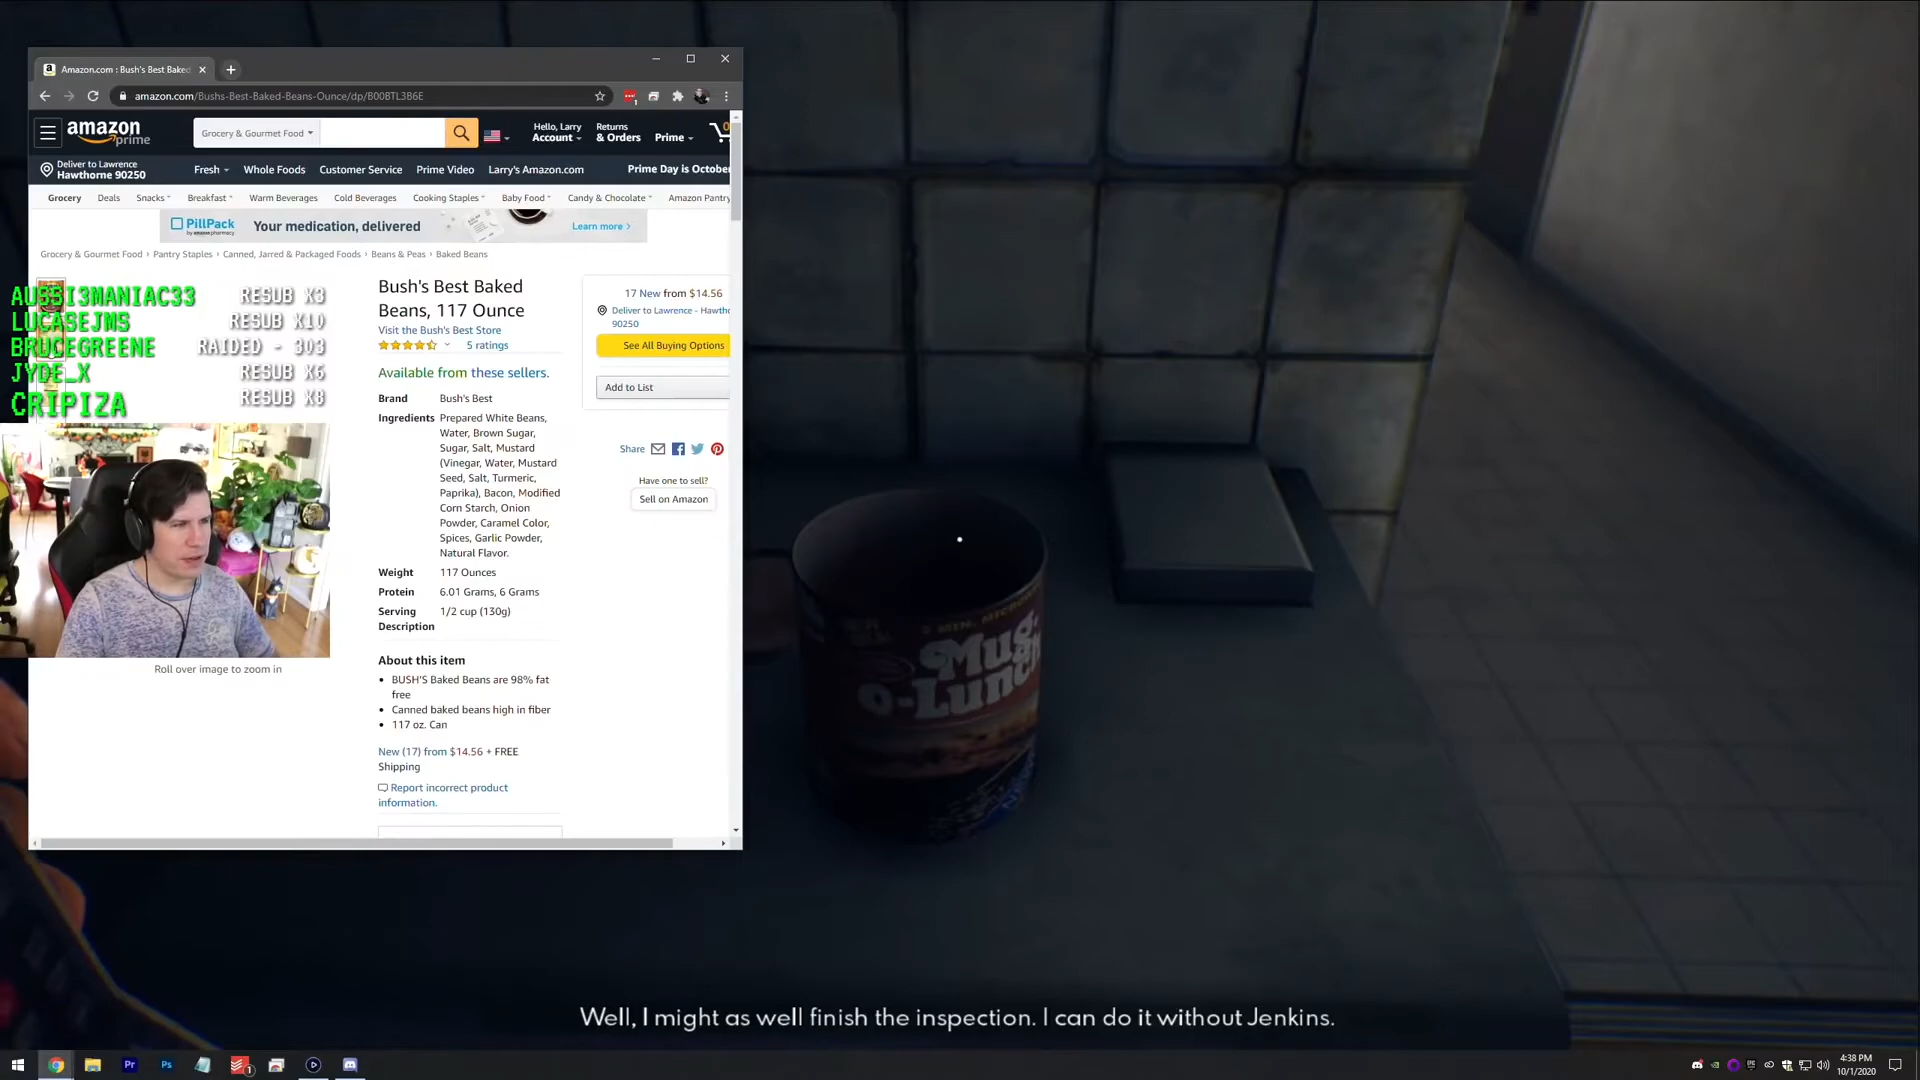 Amazon.com : Bush's Best Baked
amazon.com/Bushs-Best-Baked-Beans-Ounce/dp/B00BTL3B6E
amazon
prime
Grocery & Gourmet Food
Hello, Larry
Account
Returns
& Orders
Prime
0
Deliver to Lawrence
Hawthorne 90250
Fresh
Whole Foods
Customer Service
Prime Video
Larry's Amazon.com
Prime Day is October
Grocery
Deals
Snacks
Breakfast
Warm Beverages
Cold Beverages
Cooking Staples
Baby Food
Candy & Chocolate
Amazon Pantry
PillPack
by amazon pharmacy
Your medication, delivered
Learn more ›
Grocery & Gourmet Food › Pantry Staples › Canned, Jarred & Packaged Foods › Beans & Peas › Baked Beans
Bush's Best Baked
Beans, 117 Ounce
Visit the Bush's Best Store
5 ratings
Available from these sellers.
Brand Bush's Best
Ingredients Prepared White Beans,
Water, Brown Sugar,
Sugar, Salt, Mustard
(Vinegar, Water, Mustard
Seed, Salt, Turmeric,
Paprika), Bacon, Modified
Corn Starch, Onion
Powder, Caramel Color,
Spices, Garlic Powder,
Natural Flavor.
Weight 117 Ounces
Protein 6.01 Grams, 6 Grams
Serving 1/2 cup (130g)
Description
About this item
• BUSH'S Baked Beans are 98% fat
free
• Canned baked beans high in fiber
• 117 oz. Can
New (17) from $14.56 + FREE
Shipping
Report incorrect product
information.
17 New from $14.56
Deliver to Lawrence - Hawtho
90250
See All Buying Options
Add to List
Share
Have one to sell?
Sell on Amazon
AUSSI3MANIAC33 RESUB X3
LUCASEJMS RESUB X10
BRUCEGREENE RAIDED - 303
JYDE_X RESUB X6
CRIPIZA RESUB X8
Roll over image to zoom in
Mug-
O-Lunch
Well, I might as well finish the inspection. I can do it without Jenkins.
Pr
Ps
1
4:38 PM
10/1/2020